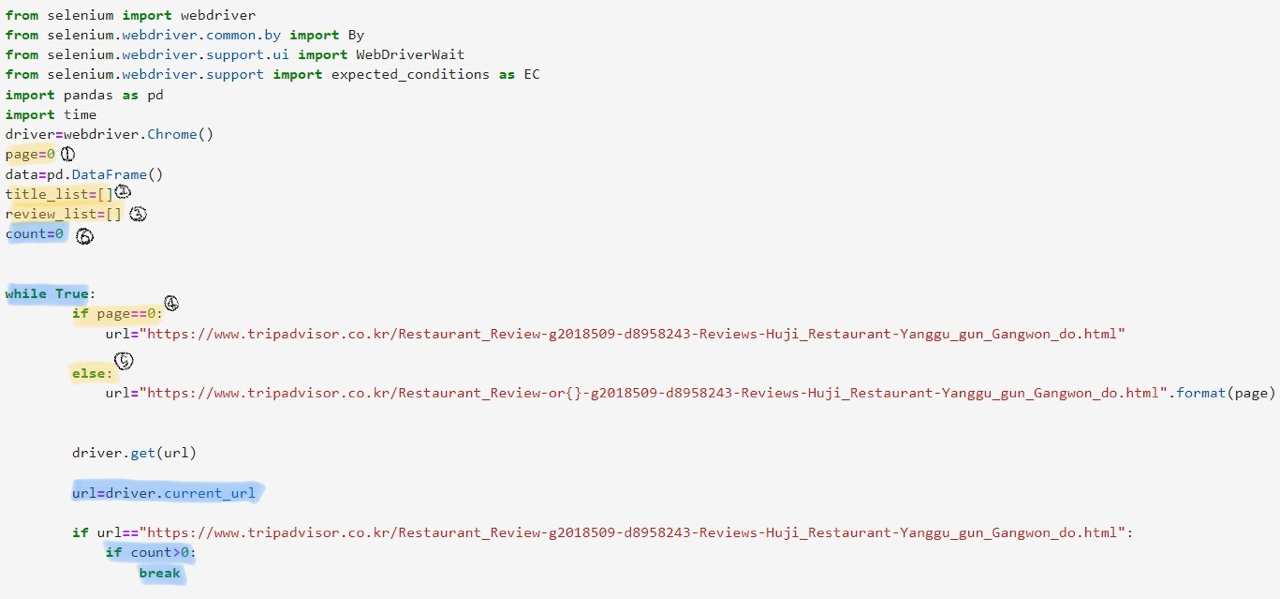 from selenium import webdriver
from selenium.webdriver.common.by import By
from selenium.webdriver.support.ui import WebDriverWait
from selenium.webdriver.support import expected_conditions as EC
import pandas as pd
import time
driver=webdriver.Chrome()
page=0 ①
data=pd.DataFrame()
title_list=[] ②
review_list=[] ③
count=0 ⑥
while True:
if page==0: ④
url="https://www.tripadvisor.co.kr/Restaurant_Review-g2018509-d8958243-Reviews-Huji_Restaurant-Yanggu_gun_Gangwon_do.html"
else: ⑤
url="https://www.tripadvisor.co.kr/Restaurant_Review-or{}-g2018509-d8958243-Reviews-Huji_Restaurant-Yanggu_gun_Gangwon_do.html".format(page)
driver.get(url)
url=driver.current_url
if url=="https://www.tripadvisor.co.kr/Restaurant_Review-g2018509-d8958243-Reviews-Huji_Restaurant-Yanggu_gun_Gangwon_do.html":
if count>0:
break